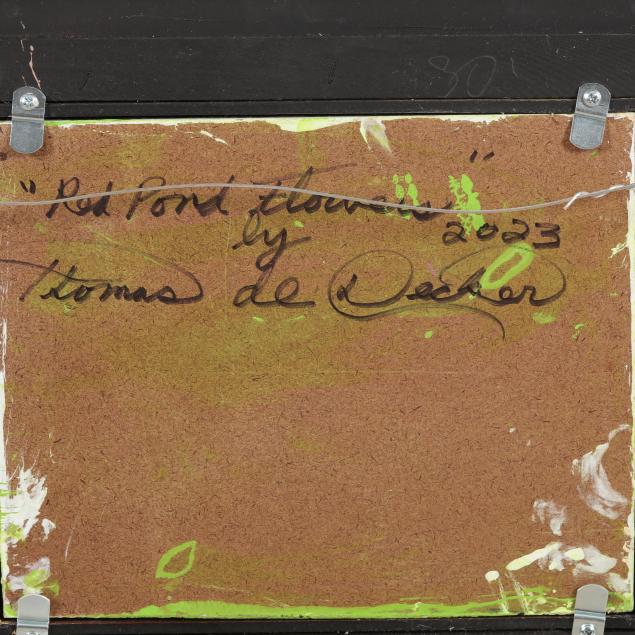 "Red Pond Flowers"
by 2023
Thomas de Decker